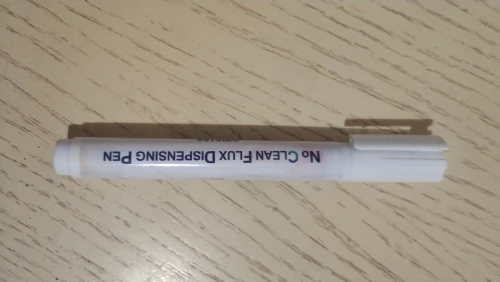 No Clean Flux Dispensing Pen